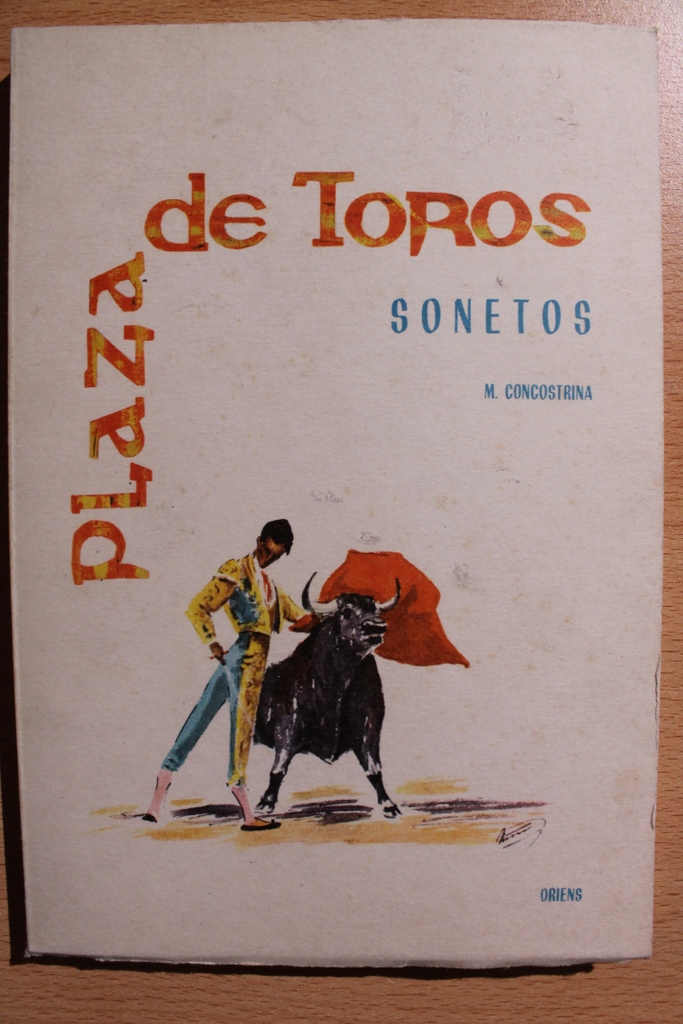 PLAZA
de TOROS
SONETOS
M. CONCOSTRINA
ORIENS